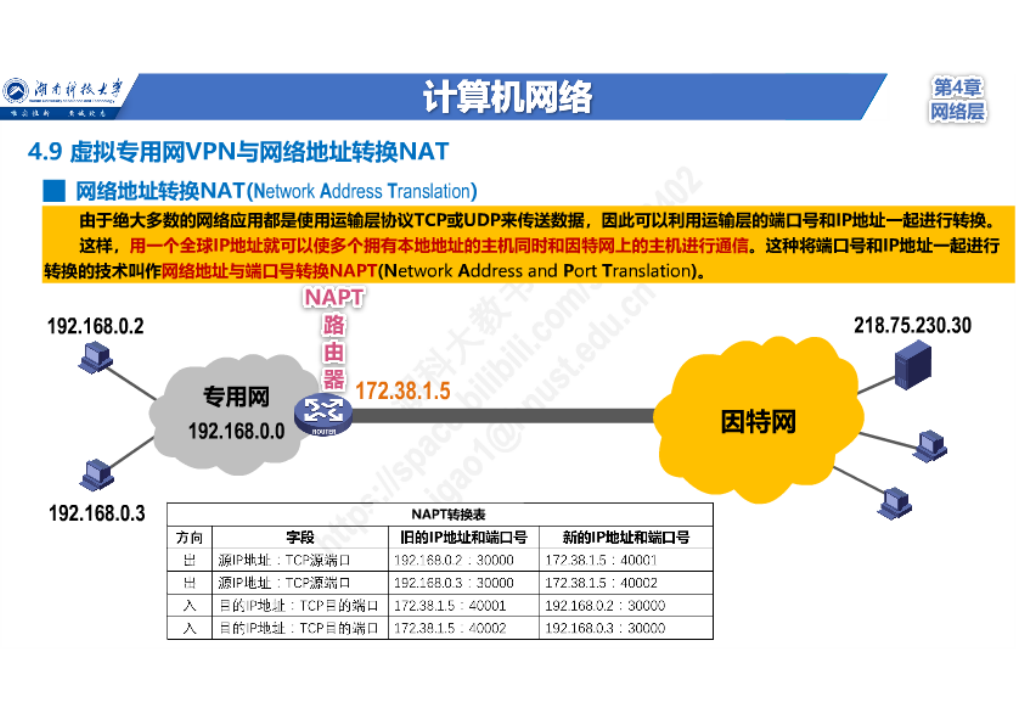 湖南科技大学
计算机网络
第4章
网络层
4.9 虚拟专用网VPN与网络地址转换NAT
网络地址转换NAT(Network Address Translation)
由于绝大多数的网络应用都是使用运输层协议TCP或UDP来传送数据，因此可以利用运输层的端口号和IP地址一起进行转换。
这样，用一个全球IP地址就可以使多个拥有本地地址的主机同时和因特网上的主机进行通信。这种将端口号和IP地址一起进行
转换的技术叫作网络地址与端口号转换NAPT(Network Address and Port Translation)。
NAPT
路
由
器
192.168.0.2
218.75.230.30
172.38.1.5
专用网
192.168.0.0
ROUTER
因特网
192.168.0.3
NAPT转换表
方向 字段 旧的IP地址和端口号 新的IP地址和端口号
出 源IP地址：TCP源端口 192.168.0.2：30000 172.38.1.5：40001
出 源IP地址：TCP源端口 192.168.0.3：30000 172.38.1.5：40002
入 目的IP地址：TCP目的端口 172.38.1.5：40001 192.168.0.2：30000
入 目的IP地址：TCP目的端口 172.38.1.5：40002 192.168.0.3：30000